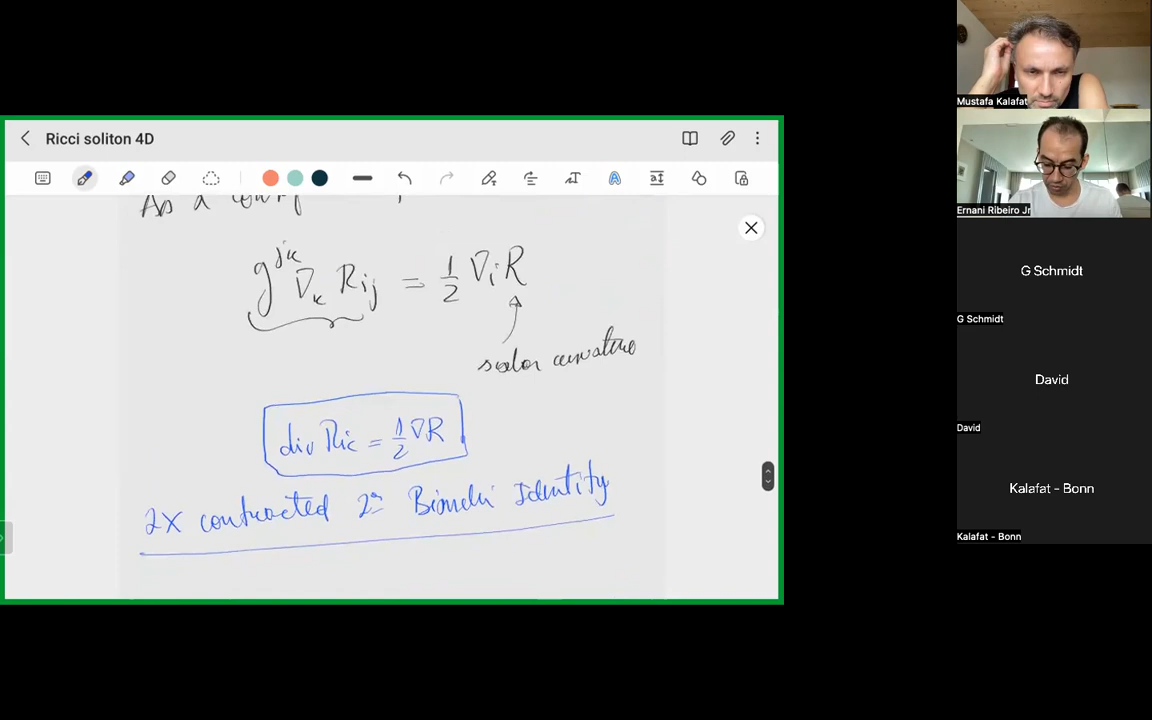 Ricci soliton 4D
As a
g^{jk} ∇_k R_{ij} = 1/2 ∇_i R
scalar curvature
div Ric = 1/2 ∇R
2X contracted 2nd Bianchi Identity
Mustafa Kalafat
Ernani Ribeiro Jr
G Schmidt
G Schmidt
David
David
Kalafat - Bonn
Kalafat - Bonn